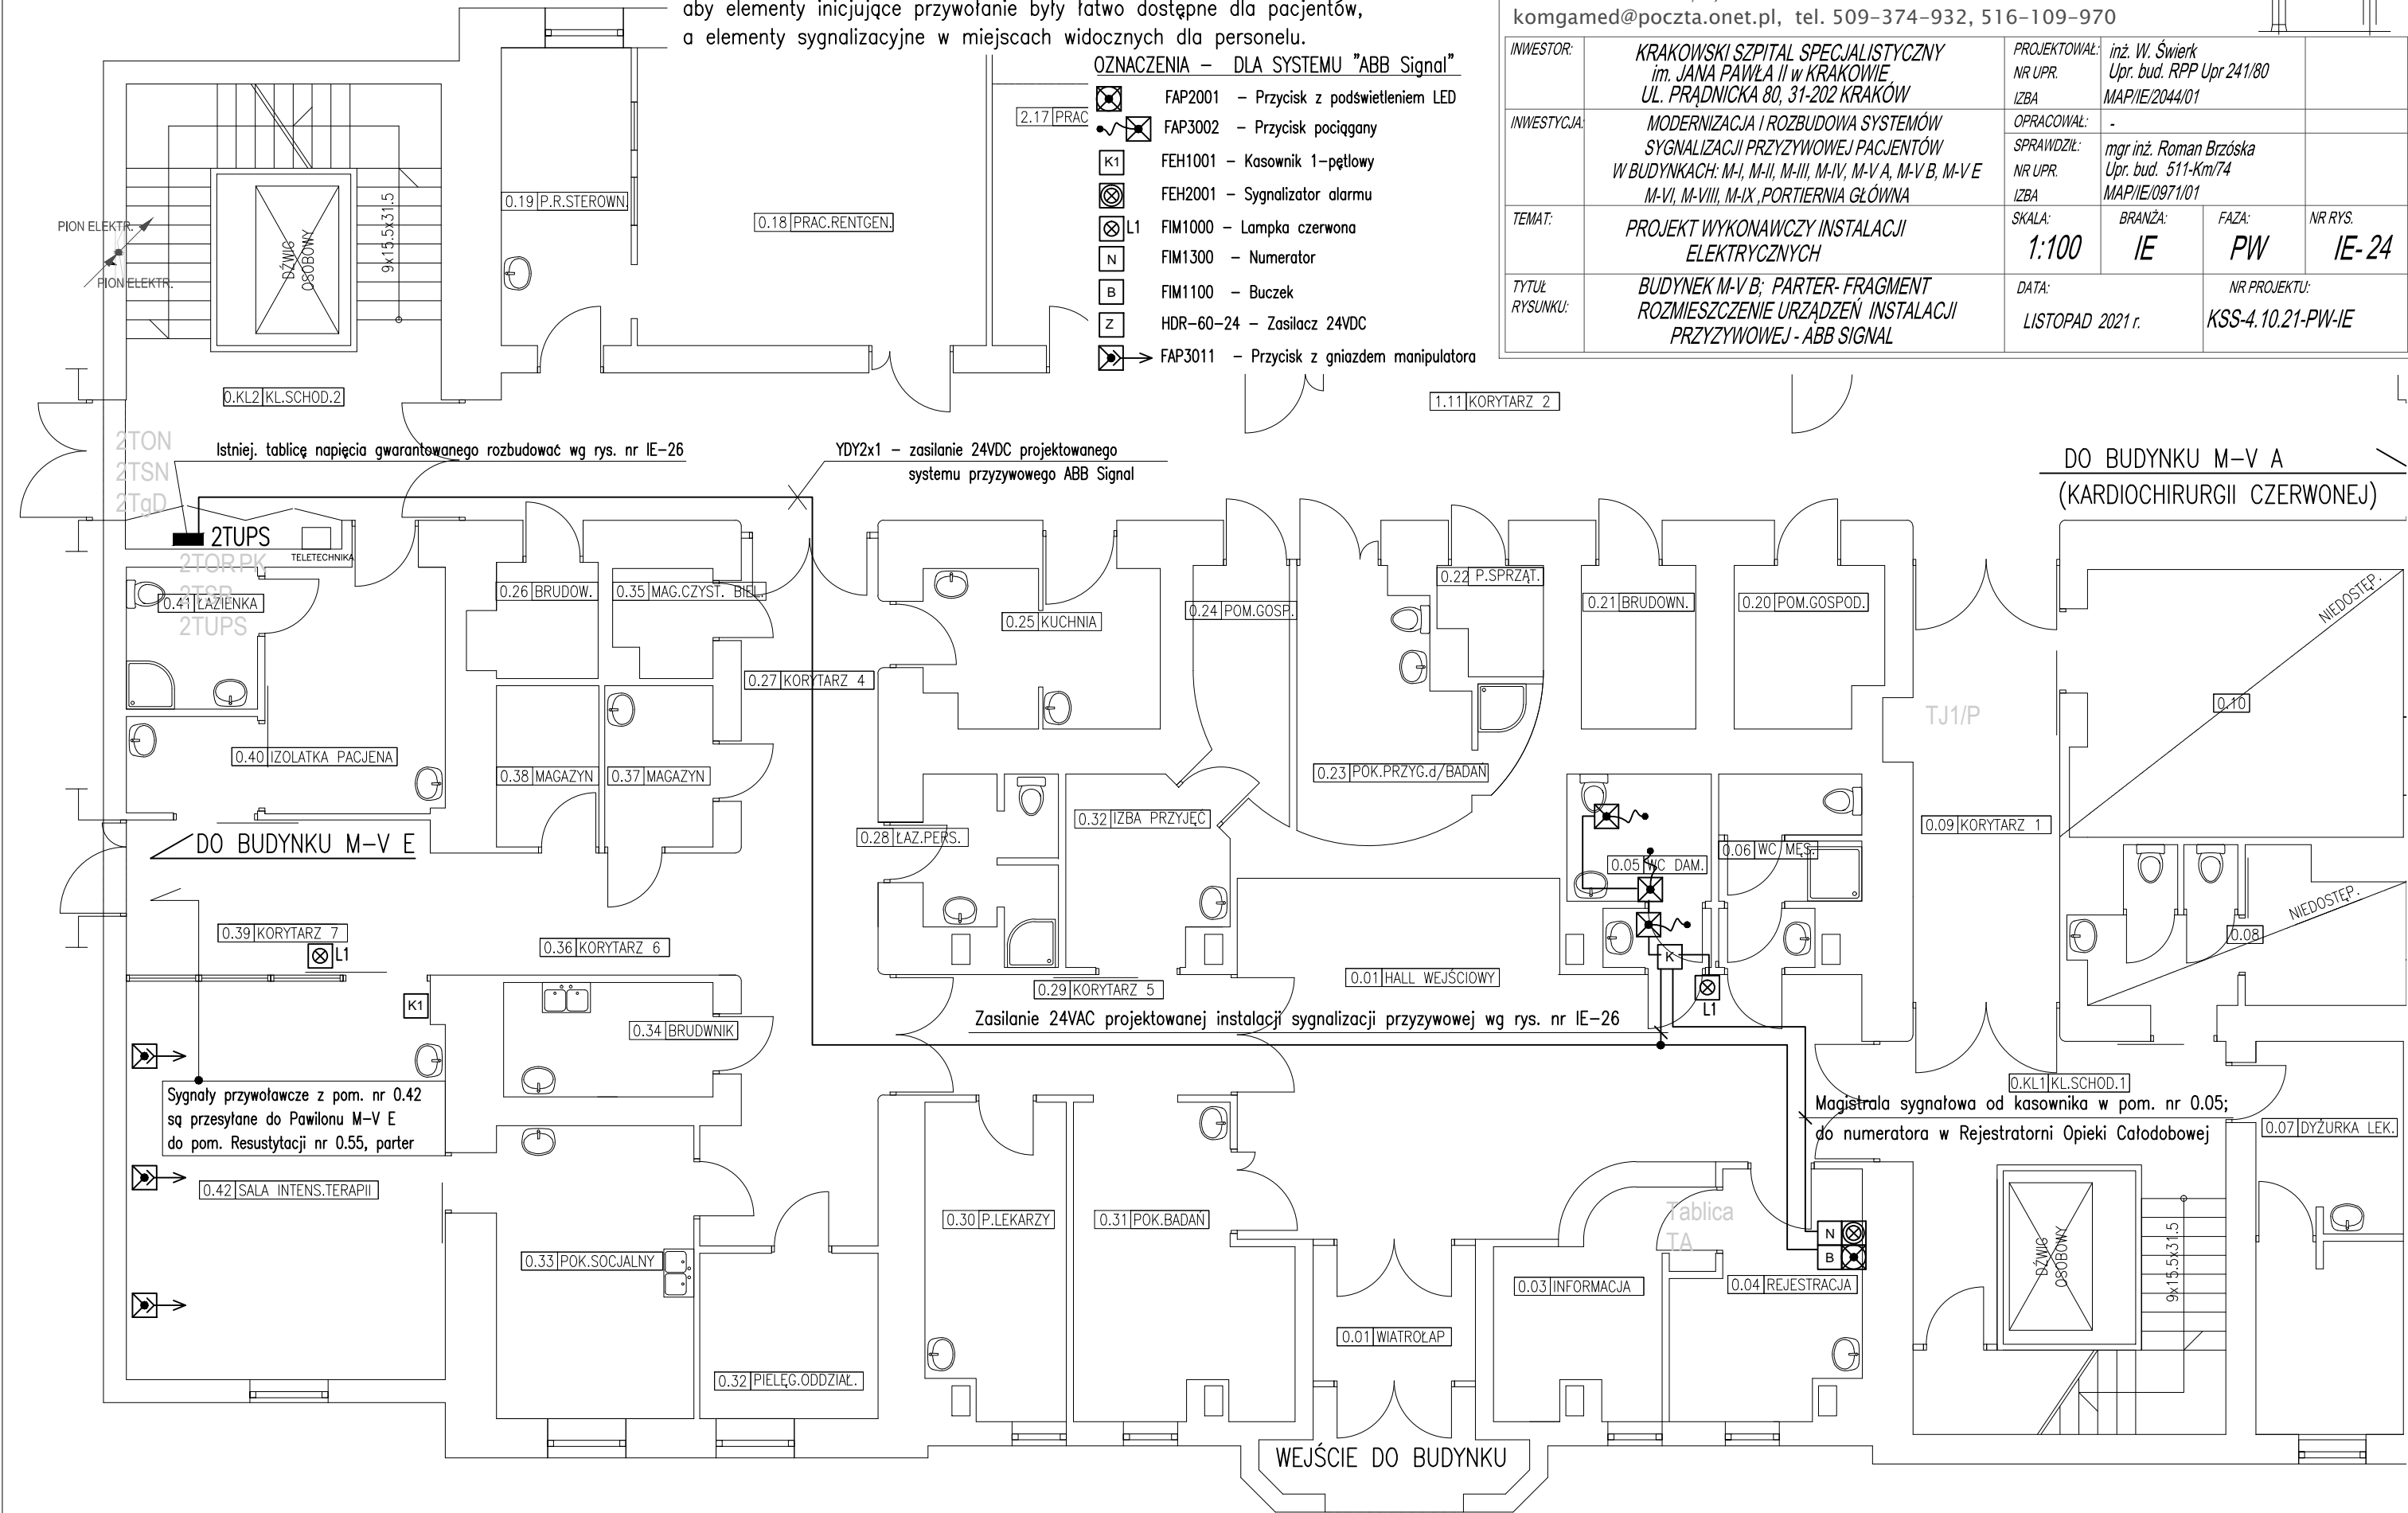 aby elementy inicjujące przywołanie były łatwo dostępne dla pacjentów,
a elementy sygnalizacyjne w miejscach widocznych dla personelu.
komgamed@poczta.onet.pl, tel. 509-374-932, 516-109-970
OZNACZENIA - DLA SYSTEMU "ABB Signal"
FAP2001 - Przycisk z podświetleniem LED
FAP3002 - Przycisk pociągany
K1 FEH1001 - Kasownik 1-pętlowy
FEH2001 - Sygnalizator alarmu
L1 FIM1000 - Lampka czerwona
N FIM1300 - Numerator
B FIM1100 - Buczek
Z HDR-60-24 - Zasilacz 24VDC
FAP3011 - Przycisk z gniazdem manipulatora
INWESTOR:
KRAKOWSKI SZPITAL SPECJALISTYCZNY
im. JANA PAWŁA II w KRAKOWIE
UL. PRĄDNICKA 80, 31-202 KRAKÓW
PROJEKTOWAŁ: inż. W. Świerk
NR UPR. Upr. bud. RPP Upr 241/80
IZBA MAP/IE/2044/01
INWESTYCJA:
MODERNIZACJA I ROZBUDOWA SYSTEMÓW
SYGNALIZACJI PRZYZYWOWEJ PACJENTÓW
W BUDYNKACH: M-I, M-II, M-III, M-IV, M-V A, M-V B, M-V E
M-VI, M-VIII, M-IX ,PORTIERNIA GŁÓWNA
OPRACOWAŁ: -
SPRAWDZIŁ: mgr inż. Roman Brzóska
NR UPR. Upr. bud. 511-Km/74
IZBA MAP/IE/0971/01
TEMAT:
PROJEKT WYKONAWCZY INSTALACJI
ELEKTRYCZNYCH
SKALA: BRANŻA: FAZA: NR RYS.
1:100 IE PW IE-24
TYTUŁ
RYSUNKU:
BUDYNEK M-V B; PARTER- FRAGMENT
ROZMIESZCZENIE URZĄDZEŃ INSTALACJI
PRZYZYWOWEJ - ABB SIGNAL
DATA: NR PROJEKTU:
LISTOPAD 2021 r. KSS-4.10.21-PW-IE
2.17 PRAC
0.19 P.R.STEROWN.
0.18 PRAC.RENTGEN.
PION ELEKTR.
PION ELEKTR.
DŹWIG
OSOBOWY
9x15.5x31.5
0.KL2 KL.SCHOD.2
1.11 KORYTARZ 2
2TON
2TSN
2TgD
Istniej. tablicę napięcia gwarantowanego rozbudować wg rys. nr IE-26
YDY2x1 - zasilanie 24VDC projektowanego
systemu przyzywowego ABB Signal
DO BUDYNKU M-V A
(KARDIOCHIRURGII CZERWONEJ)
2TUPS
TELETECHNIKA
2TOR.PK
2TSR
2TUPS
0.41 ŁAZIENKA
0.26 BRUDOW.
0.35 MAG.CZYST. BIEL.
0.25 KUCHNIA
0.24 POM.GOSP.
0.22 P.SPRZĄT.
0.21 BRUDOWN.
0.20 POM.GOSPOD.
NIEDOSTĘP.
0.27 KORYTARZ 4
0.10
TJ1/P
0.40 IZOLATKA PACJENA
0.38 MAGAZYN
0.37 MAGAZYN
0.23 POK.PRZYG.d/BADAŃ
0.32 IZBA PRZYJĘĆ
0.28 ŁAZ.PERS.
0.09 KORYTARZ 1
DO BUDYNKU M-V E
0.05 WC DAM.
0.06 WC MĘS.
NIEDOSTĘP.
0.08
0.39 KORYTARZ 7
L1
0.36 KORYTARZ 6
K
0.01 HALL WEJŚCIOWY
0.29 KORYTARZ 5
K1
L1
0.34 BRUDWNIK
Zasilanie 24VAC projektowanej instalacji sygnalizacji przyzywowej wg rys. nr IE-26
0.KL1 KL.SCHOD.1
Sygnały przywoławcze z pom. nr 0.42
są przesyłane do Pawilonu M-V E
do pom. Resustytacji nr 0.55, parter
Magistrala sygnałowa od kasownika w pom. nr 0.05;
do numeratora w Rejestratorni Opieki Całodobowej
0.07 DYŻURKA LEK.
0.42 SALA INTENS.TERAPII
0.30 P.LEKARZY
0.31 POK.BADAŃ
Tablica
TA
N
B
0.33 POK.SOCJALNY
0.03 INFORMACJA
0.04 REJESTRACJA
DŹWIG
OSOBOWY
9x15.5x31.5
0.01 WIATROŁAP
0.32 PIELĘG.ODDZIAŁ.
WEJŚCIE DO BUDYNKU